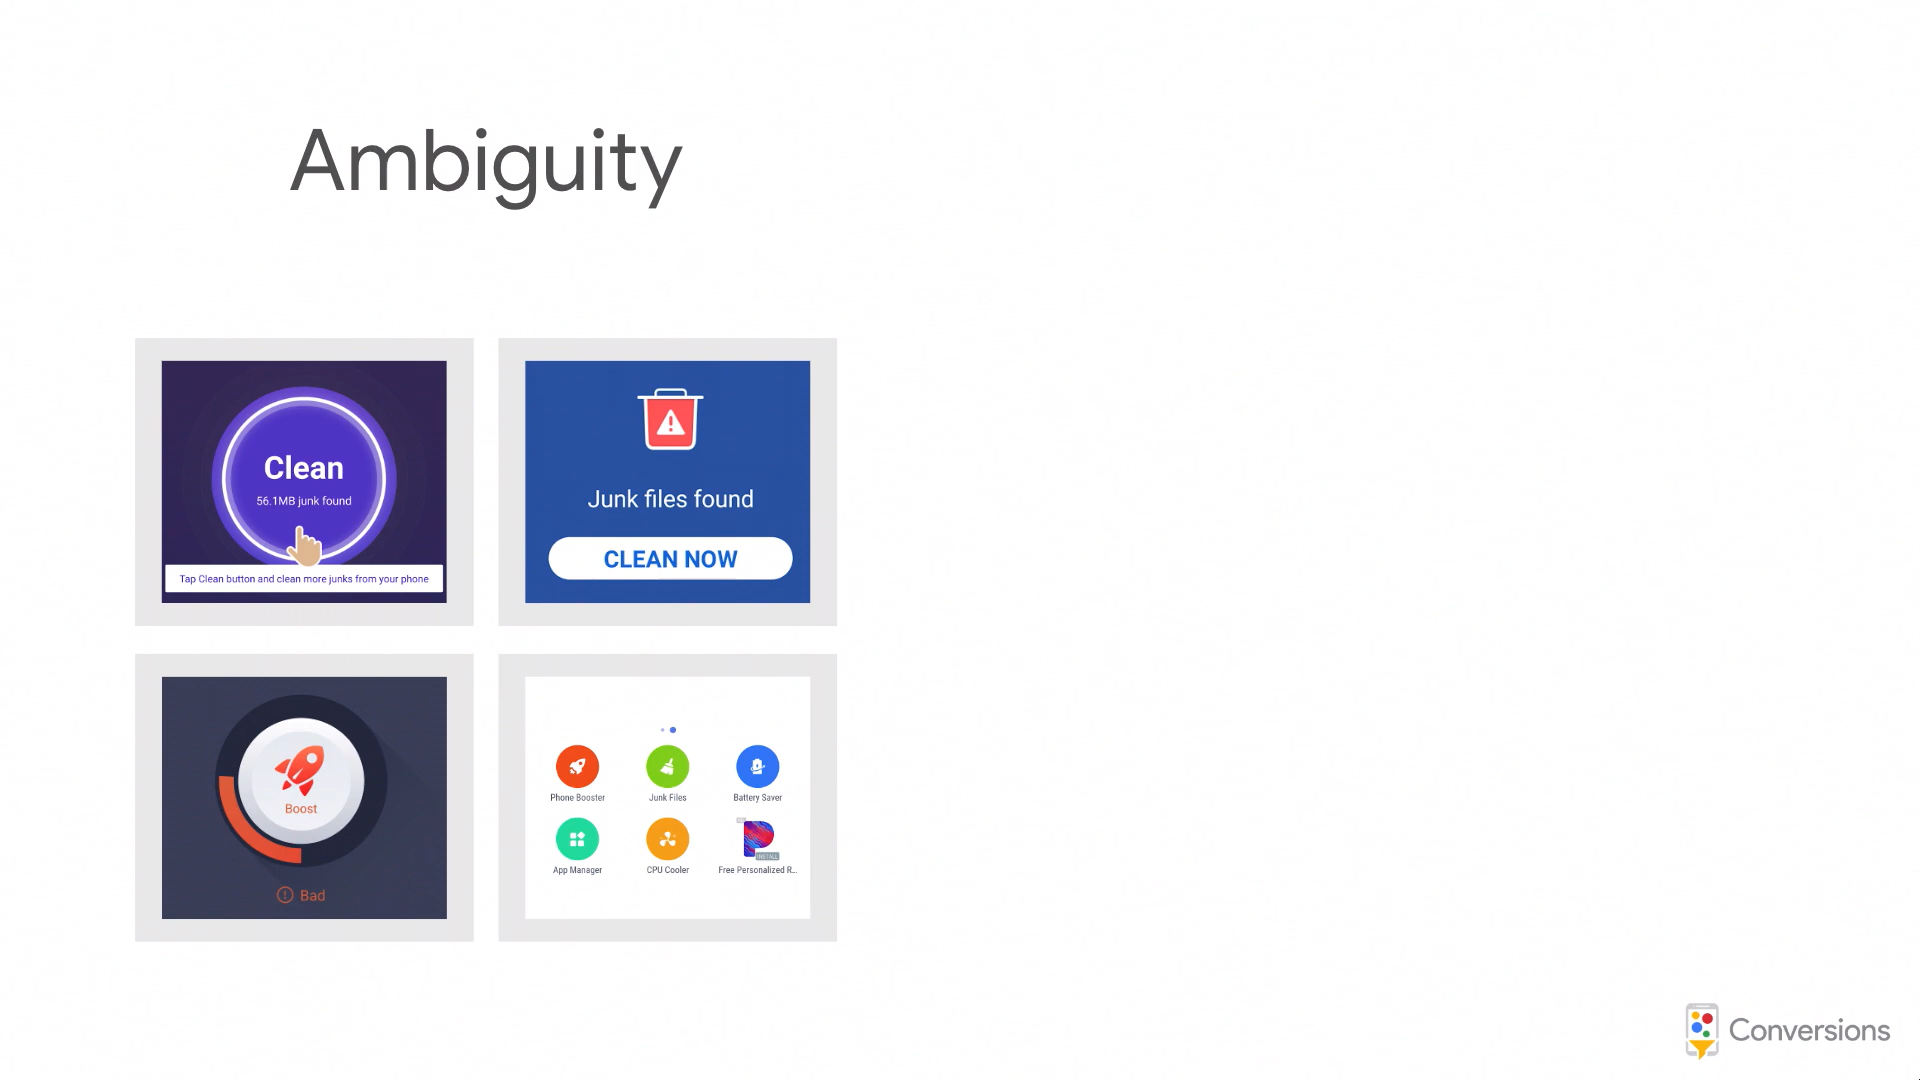 Ambiguity
Clean
56.1MB junk found
Tap Clean button and clean more junks from your phone
Junk files found
CLEAN NOW
Boost
Bad
Phone Booster
Junk Files
Battery Saver
INSTALL
App Manager
CPU Cooler
Free Personalized R...
Conversions